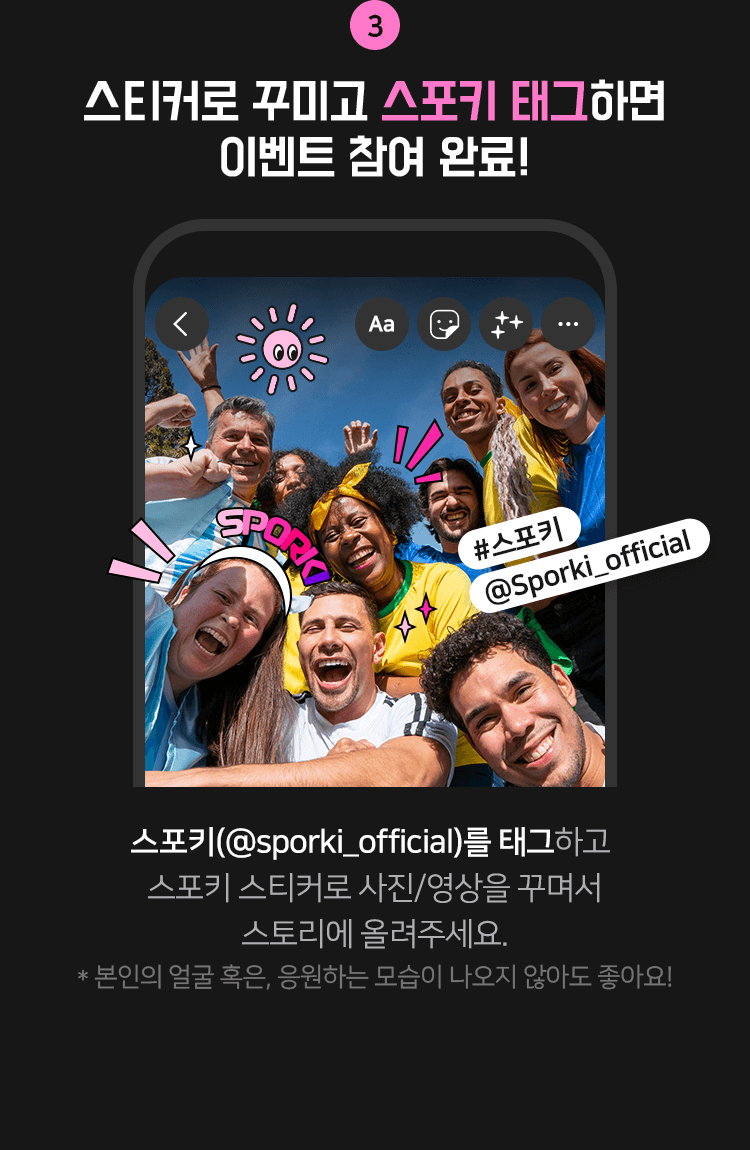 3
스티커로 꾸미고 스포키 태그하면
이벤트 참여 완료!
Aa
SPORKI
#스포키
@Sporki_official
스포키(@sporki_official)를 태그하고
스포키 스티커로 사진/영상을 꾸며서
스토리에 올려주세요.
* 본인의 얼굴 혹은, 응원하는 모습이 나오지 않아도 좋아요!